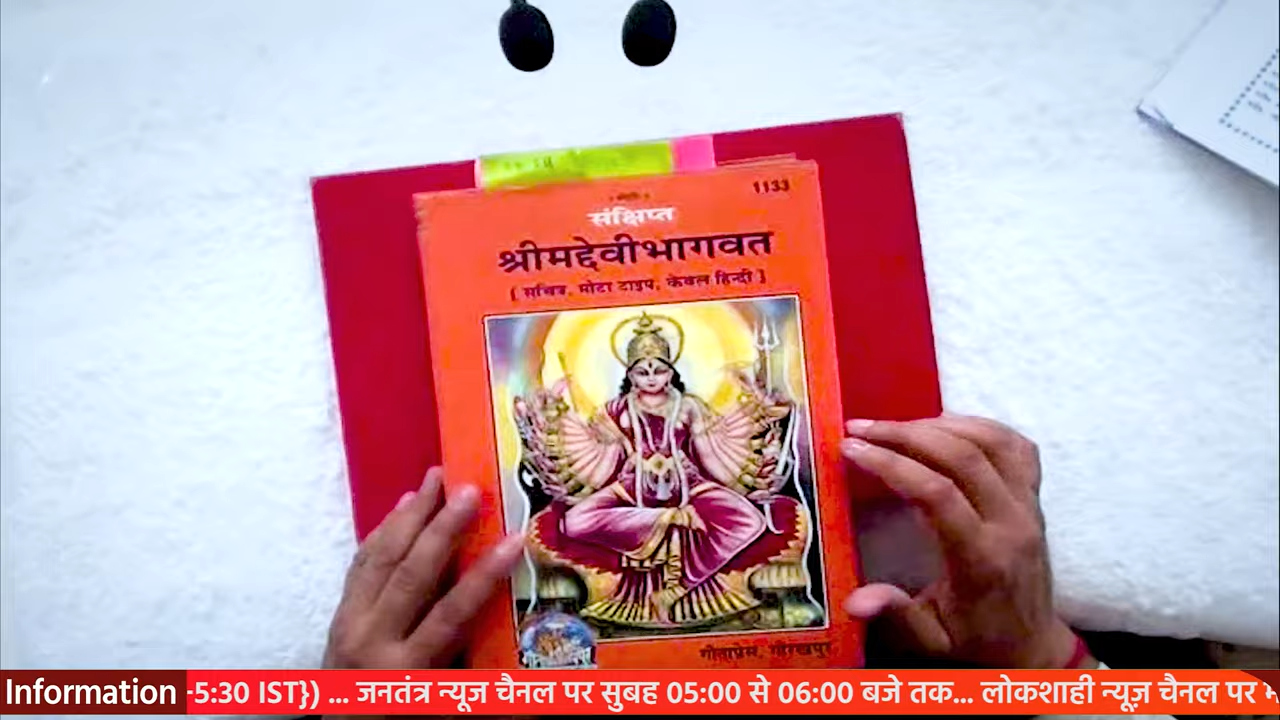 1133
संक्षिप्त
श्रीमद्देवीभागवत
[ सचित्र, मोटा टाइप, केवल हिन्दी ]
गीताप्रेस, गोरखपुर
Information
-5:30 IST}) ... जनतंत्र न्यूज चैनल पर सुबह 05:00 से 06:00 बजे तक... लोकशाही न्यूज़ चैनल पर